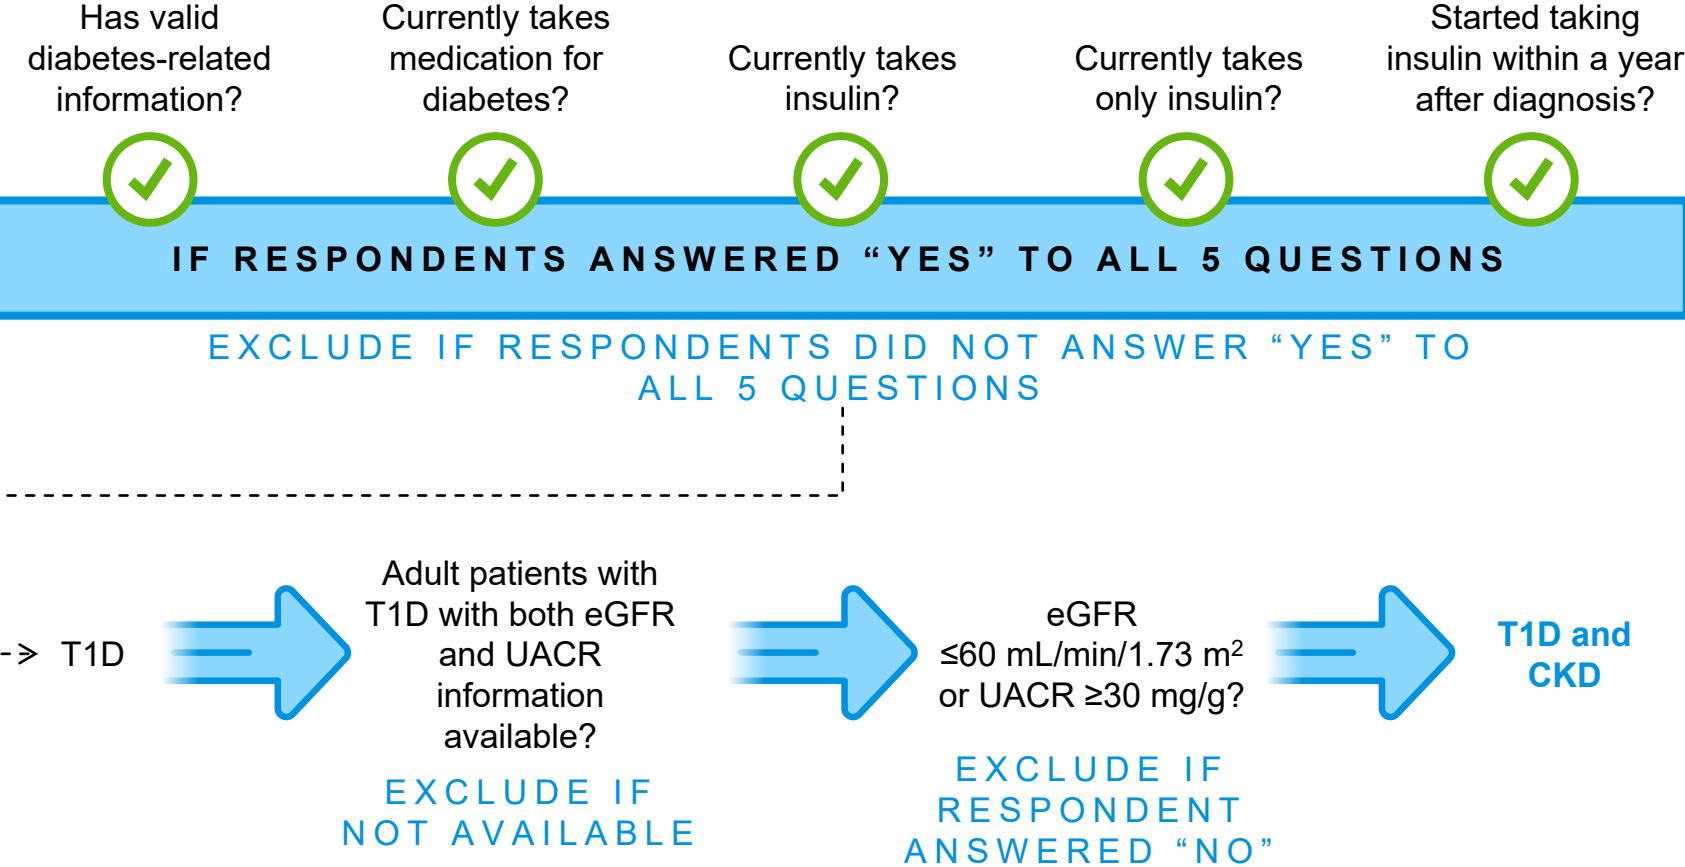 Has valid
diabetes-related
information?
Currently takes
medication for
diabetes?
Currently takes
insulin?
Currently takes
only insulin?
Started taking
insulin within a year
after diagnosis?
IF RESPONDENTS ANSWERED “YES” TO ALL 5 QUESTIONS
EXCLUDE IF RESPONDENTS DID NOT ANSWER “YES” TO
ALL 5 QUESTIONS
T1D
Adult patients with
T1D with both eGFR
and UACR
information
available?
EXCLUDE IF
NOT AVAILABLE
eGFR
≤60 mL/min/1.73 m²
or UACR ≥30 mg/g?
EXCLUDE IF
RESPONDENT
ANSWERED “NO”
T1D and
CKD